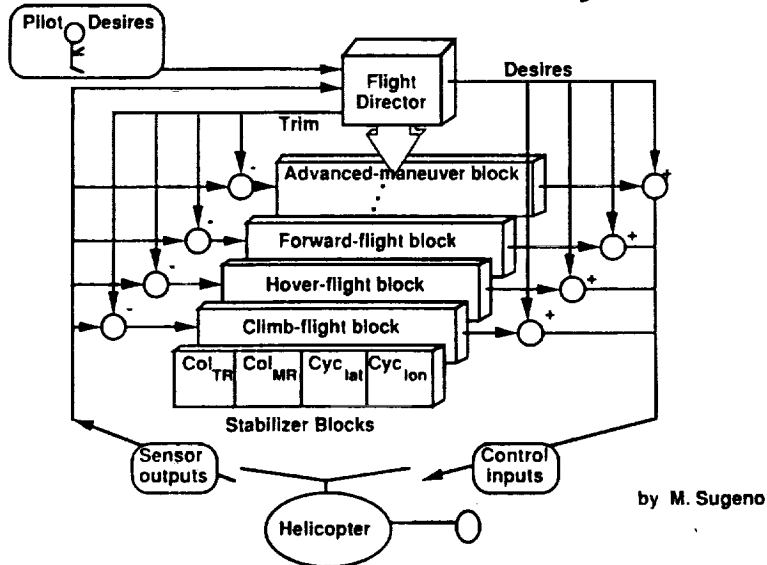 Pilot Desires
Flight
Director
Desires
Trim
Advanced-maneuver block
Forward-flight block
Hover-flight block
Climb-flight block
Col TR Col MR Cyc lat Cyc lon
Stabilizer Blocks
Sensor
outputs
Control
inputs
Helicopter
by M. Sugeno
- + 
- +
- +
- +